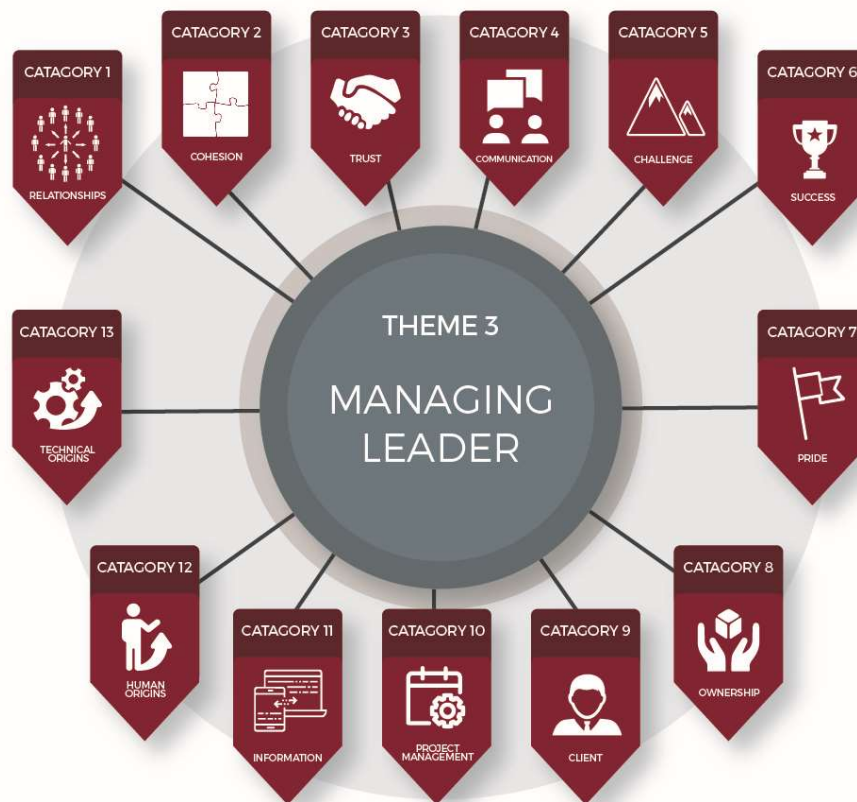 CATAGORY 1
RELATIONSHIPS
CATAGORY 2
COHESION
CATAGORY 3
TRUST
CATAGORY 4
COMMUNICATION
CATAGORY 5
CHALLENGE
CATAGORY 6
SUCCESS
THEME 3
MANAGING
LEADER
CATAGORY 7
PRIDE
CATAGORY 8
OWNERSHIP
CATAGORY 9
CLIENT
CATAGORY 10
PROJECT
MANAGEMENT
CATAGORY 11
INFORMATION
CATAGORY 12
HUMAN
ORIGINS
CATAGORY 13
TECHNICAL
ORIGINS